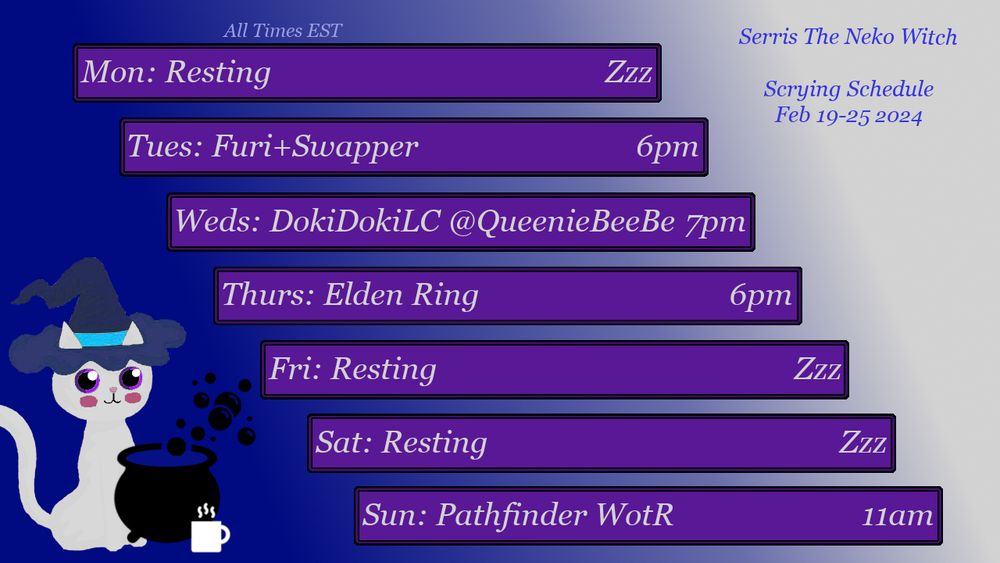 All Times EST
Serris The Neko Witch
Scrying Schedule
Feb 19-25 2024
Mon: Resting Zzz
Tues: Furi+Swapper 6pm
Weds: DokiDokiLC @QueenieBeeBe 7pm
Thurs: Elden Ring 6pm
Fri: Resting Zzz
Sat: Resting Zzz
Sun: Pathfinder WotR 11am